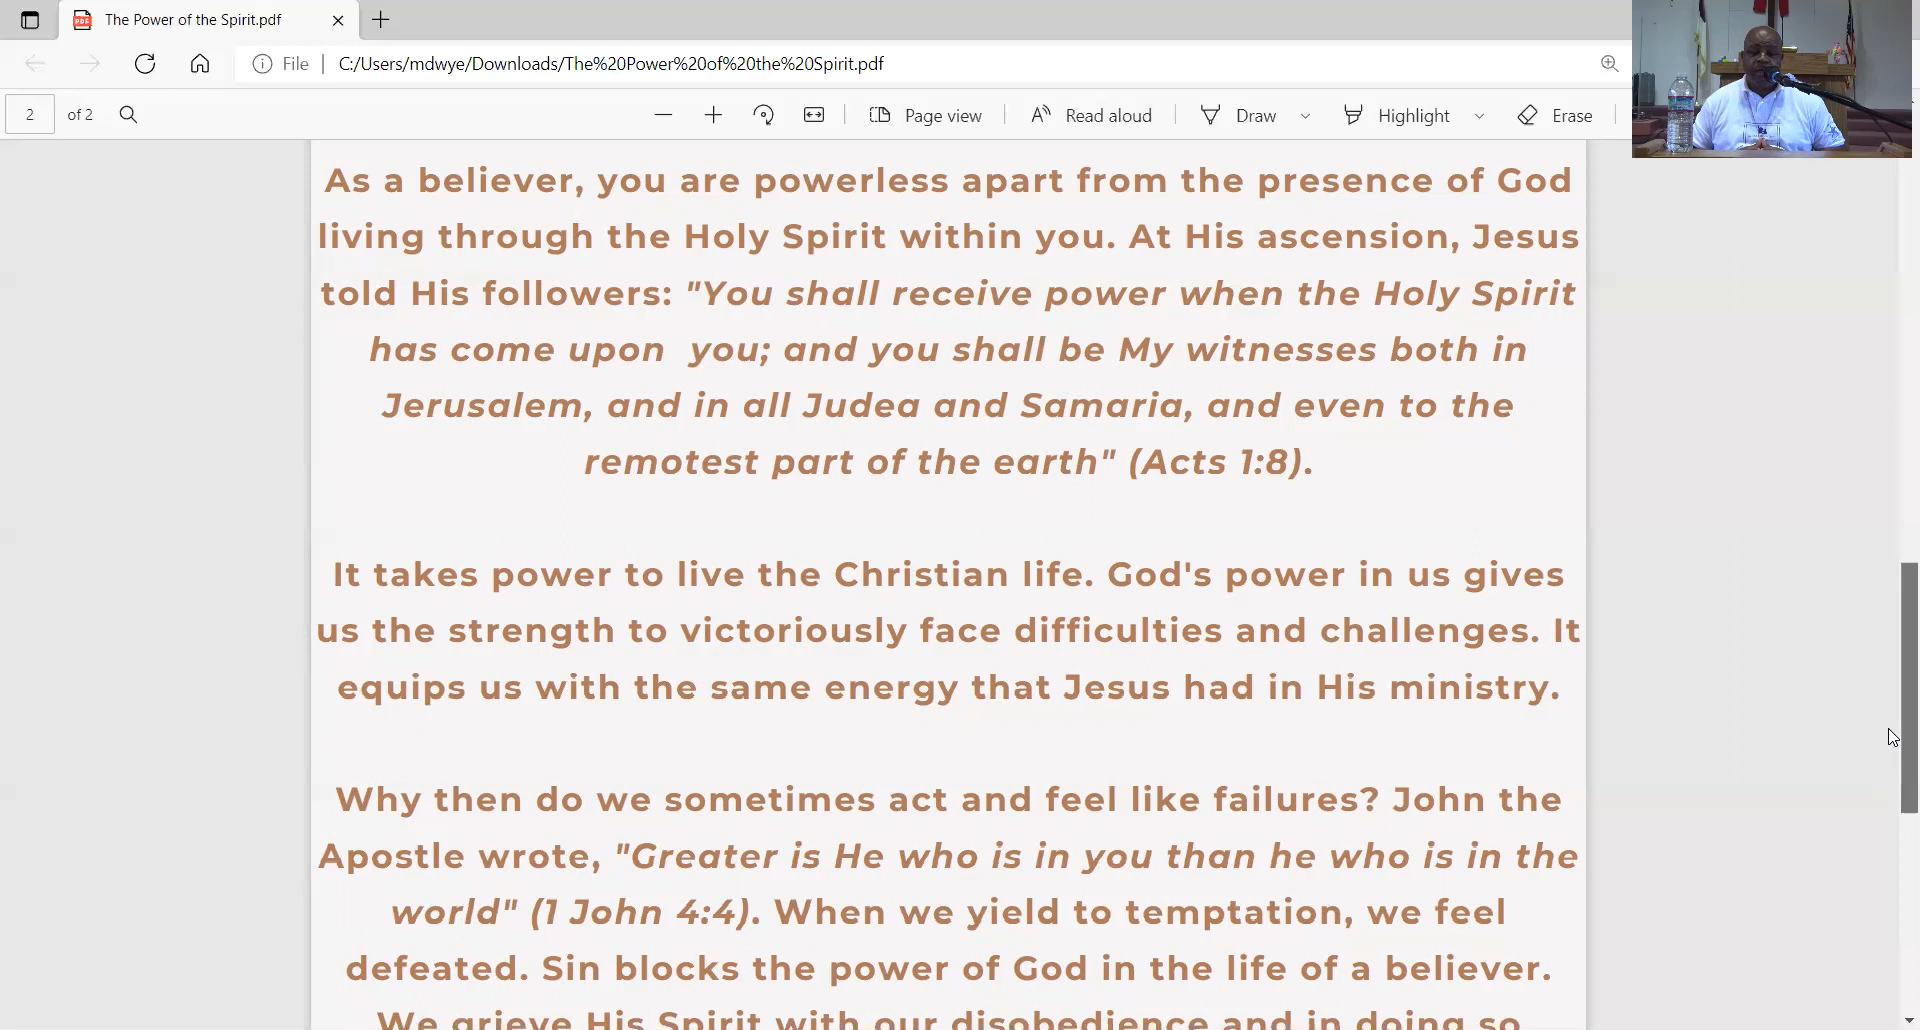 The Power of the Spirit.pdf
File
C:/Users/mdwye/Downloads/The%20Power%20of%20the%20Spirit.pdf
2 of 2
Page view
Read aloud
Draw
Highlight
Erase
As a believer, you are powerless apart from the presence of God
living through the Holy Spirit within you. At His ascension, Jesus
told His followers: "You shall receive power when the Holy Spirit
has come upon  you; and you shall be My witnesses both in
Jerusalem, and in all Judea and Samaria, and even to the
remotest part of the earth" (Acts 1:8).
It takes power to live the Christian life. God's power in us gives
us the strength to victoriously face difficulties and challenges. It
equips us with the same energy that Jesus had in His ministry.
Why then do we sometimes act and feel like failures? John the
Apostle wrote, "Greater is He who is in you than he who is in the
world" (1 John 4:4). When we yield to temptation, we feel
defeated. Sin blocks the power of God in the life of a believer.
We grieve His Spirit with our disobedience and in doing so